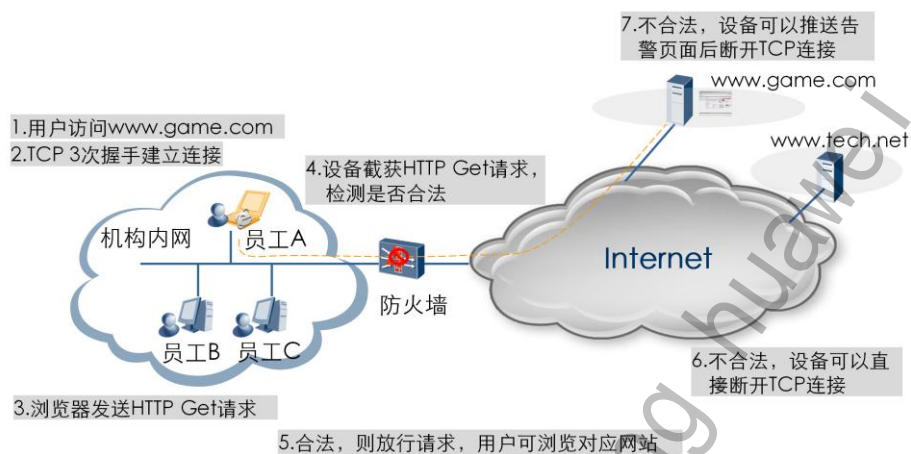 7.不合法，设备可以推送告
警页面后断开TCP连接
www.game.com
1.用户访问www.game.com
2.TCP 3次握手建立连接
www.tech.net
4.设备截获HTTP Get请求，
检测是否合法
机构内网
员工A
Internet
防火墙
员工B
员工C
6.不合法，设备可以直
接断开TCP连接
3.浏览器发送HTTP Get请求
5.合法，则放行请求，用户可浏览对应网站
ng huawei